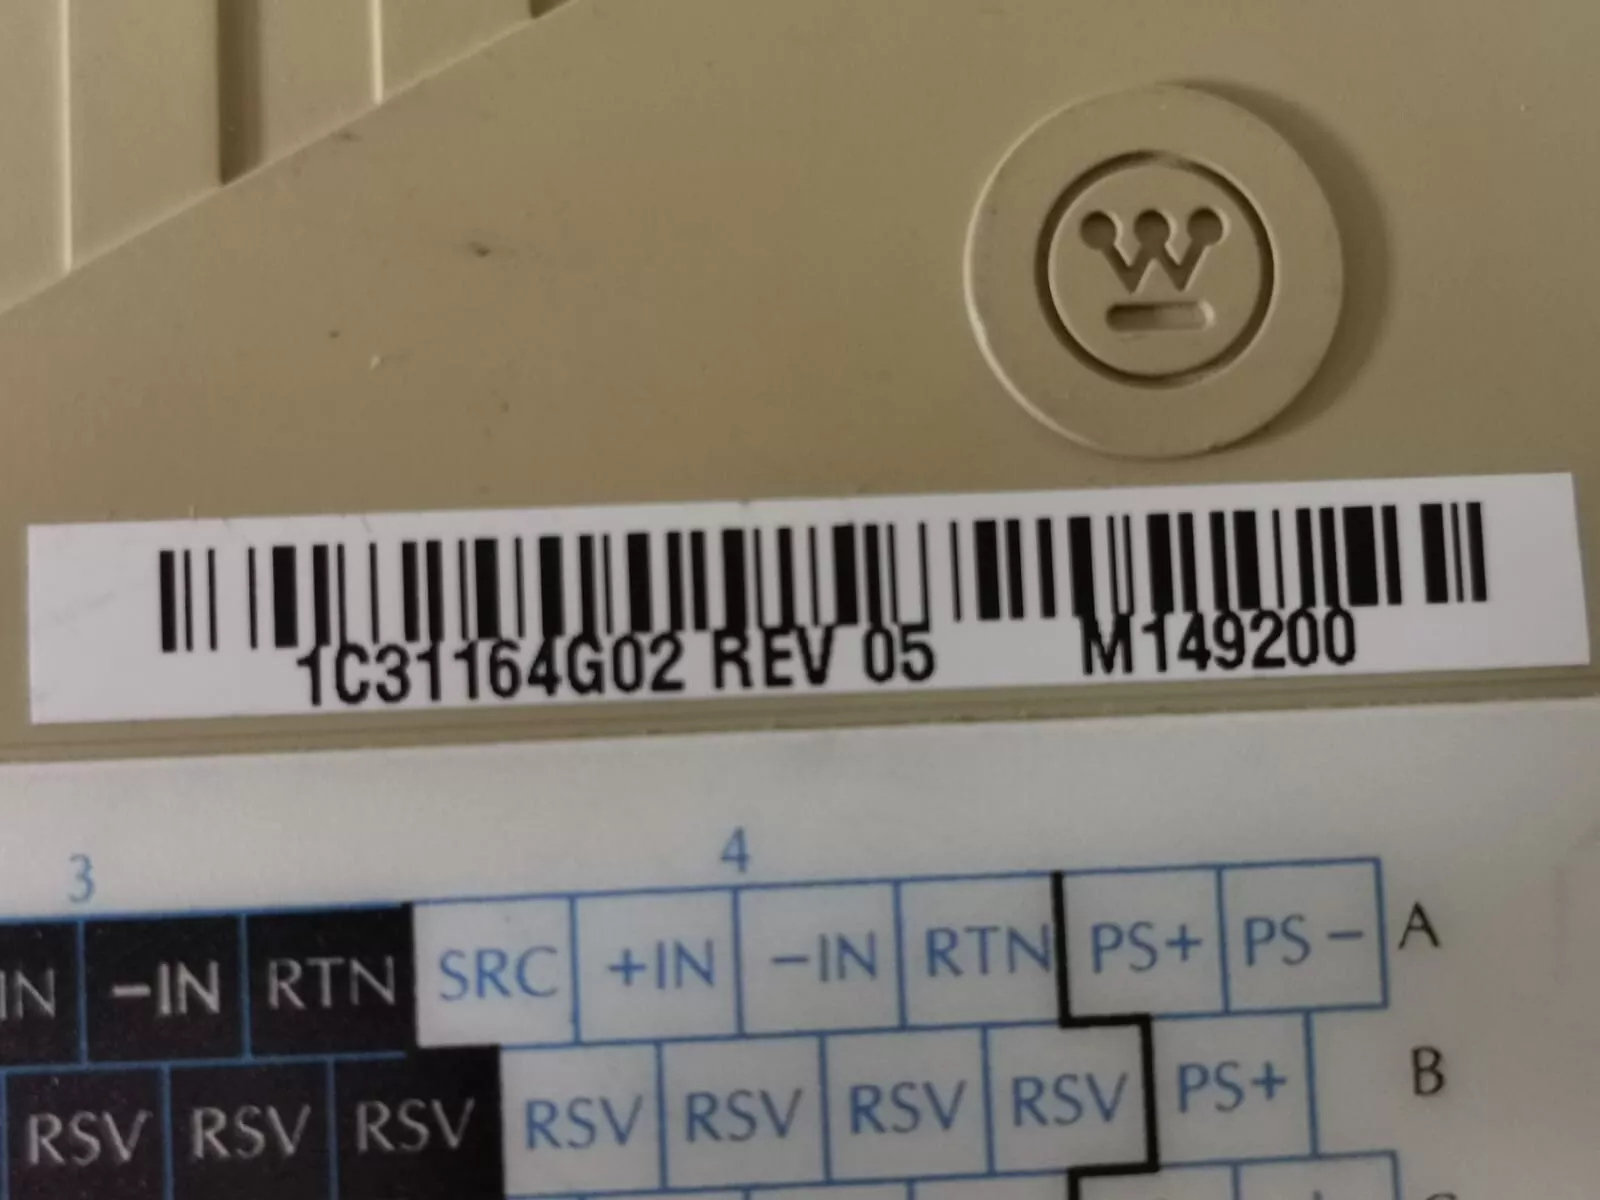 W
1C31164G02 REV 05 M149200
3 4
IN -IN RTN SRC +IN -IN RTN PS+ PS- A
RSV RSV RSV RSV RSV RSV RSV PS+ B